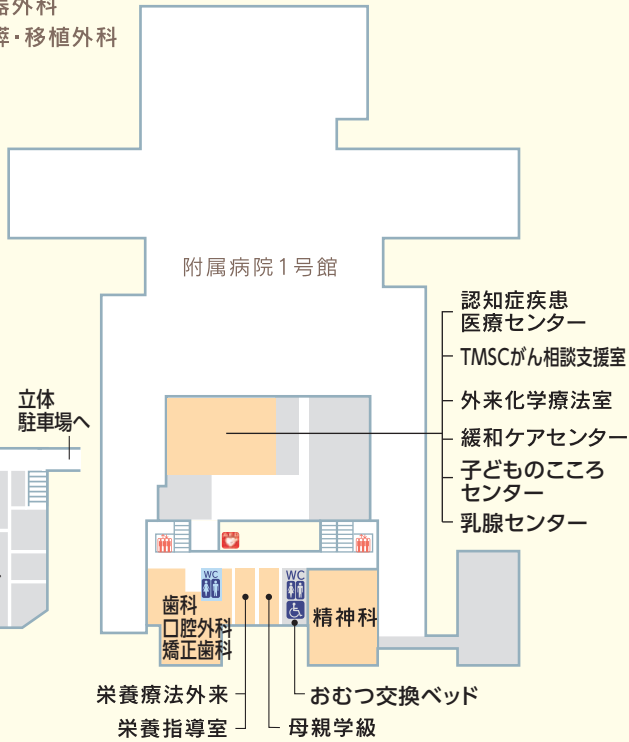 器外科
膵・移植外科
附属病院1号館
認知症疾患
医療センター
TMSCがん相談支援室
外来化学療法室
緩和ケアセンター
子どものこころ
センター
乳腺センター
立体
駐車場へ
WC
WC
歯科
口腔外科
矯正歯科
精神科
栄養療法外来
おむつ交換ベッド
栄養指導室
母親学級